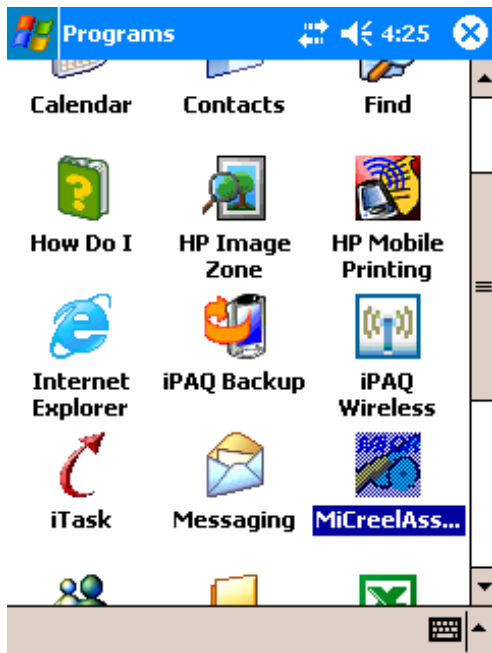 Programs 4:25
Calendar Contacts Find
How Do I HP Image HP Mobile
Zone Printing
Internet iPAQ Backup iPAQ
Explorer Wireless
iTask Messaging MiCreelAss...